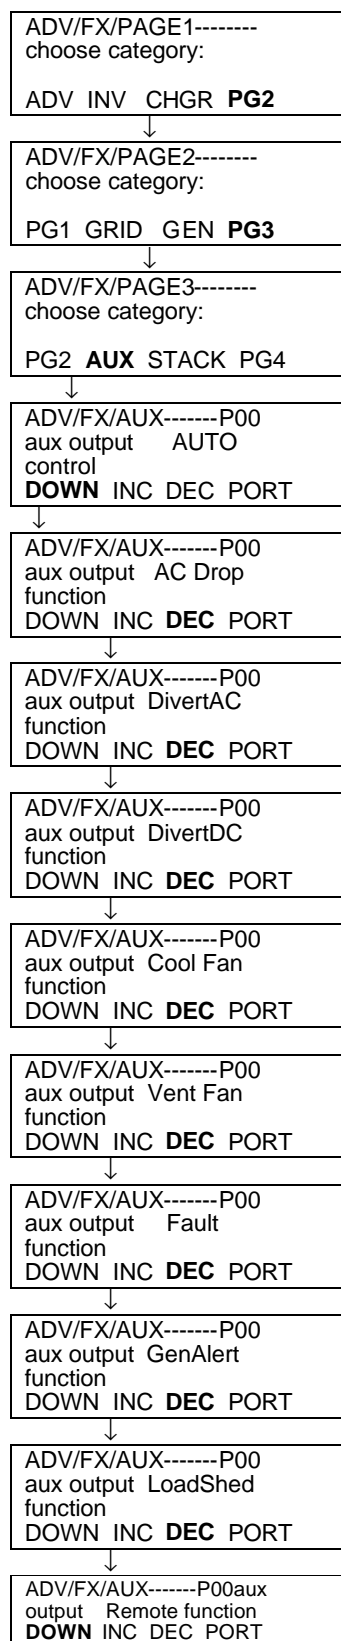 ADV/FX/PAGE1--------
choose category:
ADV INV CHGR PG2
↓
ADV/FX/PAGE2--------
choose category:
PG1 GRID GEN PG3
↓
ADV/FX/PAGE3--------
choose category:
PG2 AUX STACK PG4
↓
ADV/FX/AUX-------P00
aux output AUTO
control
DOWN INC DEC PORT
↓
ADV/FX/AUX-------P00
aux output AC Drop
function
DOWN INC DEC PORT
↓
ADV/FX/AUX-------P00
aux output DivertAC
function
DOWN INC DEC PORT
↓
ADV/FX/AUX-------P00
aux output DivertDC
function
DOWN INC DEC PORT
↓
ADV/FX/AUX-------P00
aux output Cool Fan
function
DOWN INC DEC PORT
↓
ADV/FX/AUX-------P00
aux output Vent Fan
function
DOWN INC DEC PORT
↓
ADV/FX/AUX-------P00
aux output Fault
function
DOWN INC DEC PORT
↓
ADV/FX/AUX-------P00
aux output GenAlert
function
DOWN INC DEC PORT
↓
ADV/FX/AUX-------P00
aux output LoadShed
function
DOWN INC DEC PORT
↓
ADV/FX/AUX-------P00aux
output Remote function
DOWN INC DEC PORT